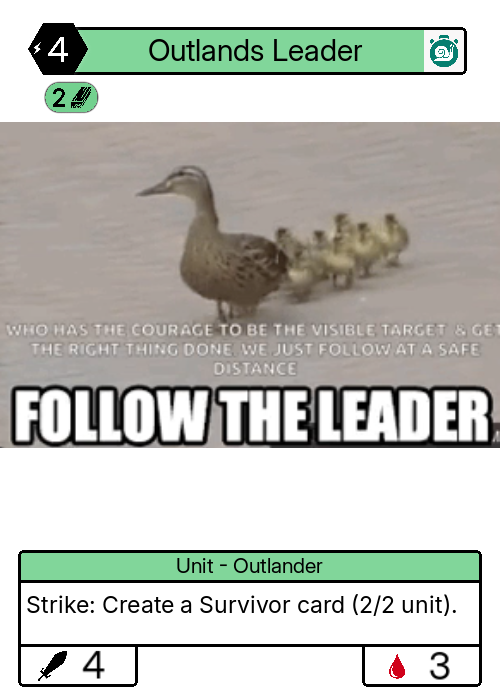 4
Outlands Leader
2
WHO HAS THE COURAGE TO BE THE VISIBLE TARGET & GET
THE RIGHT THING DONE WE JUST FOLLOW AT A SAFE
DISTANCE
FOLLOW THE LEADER
Unit - Outlander
Strike: Create a Survivor card (2/2 unit).
4
3